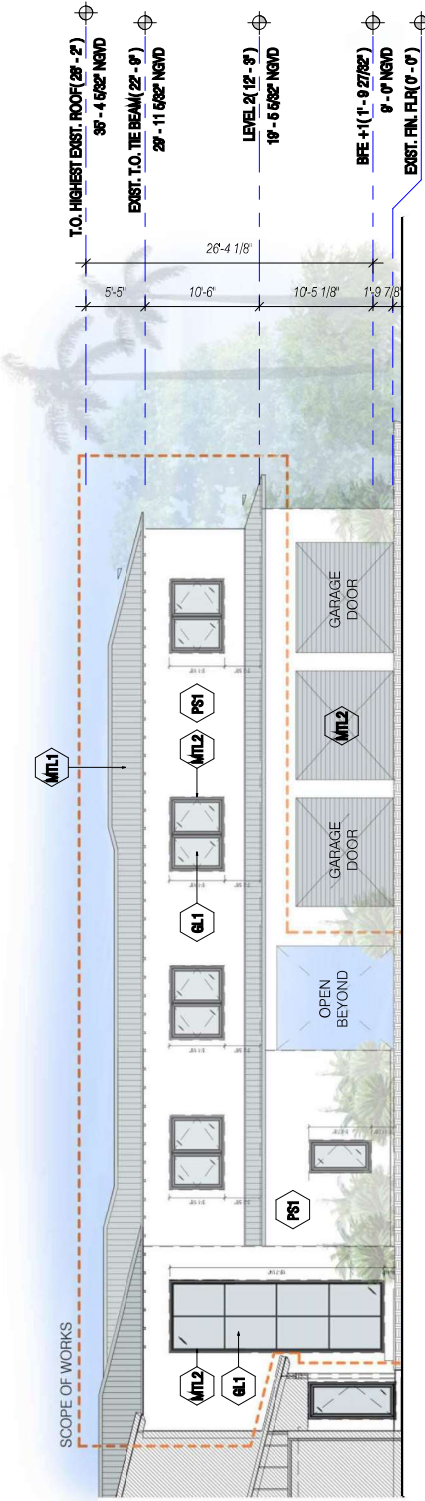 SCOPE OF WORKS
T.O. HIGHEST EXIST. ROOF( 28' - 2")
36' - 4 5/32" NGVD
EXIST. T.O. TIE BEAM( 22' - 9")
29' - 11 5/32" NGVD
LEVEL 2( 12' - 3")
19' - 5 5/32" NGVD
BFE +1( 1' - 9 27/32")
9' - 0" NGVD
EXIST. FIN. FLR( 0' - 0")
26'-4 1/8"
5'-5"
10'-6"
10'-5 1/8"
1'-9 7/8"
MTL1
MTL2
PS1
GL1
MTL2
GL1
PS1
OPEN
BEYOND
GARAGE
DOOR
MTL2
GARAGE
DOOR